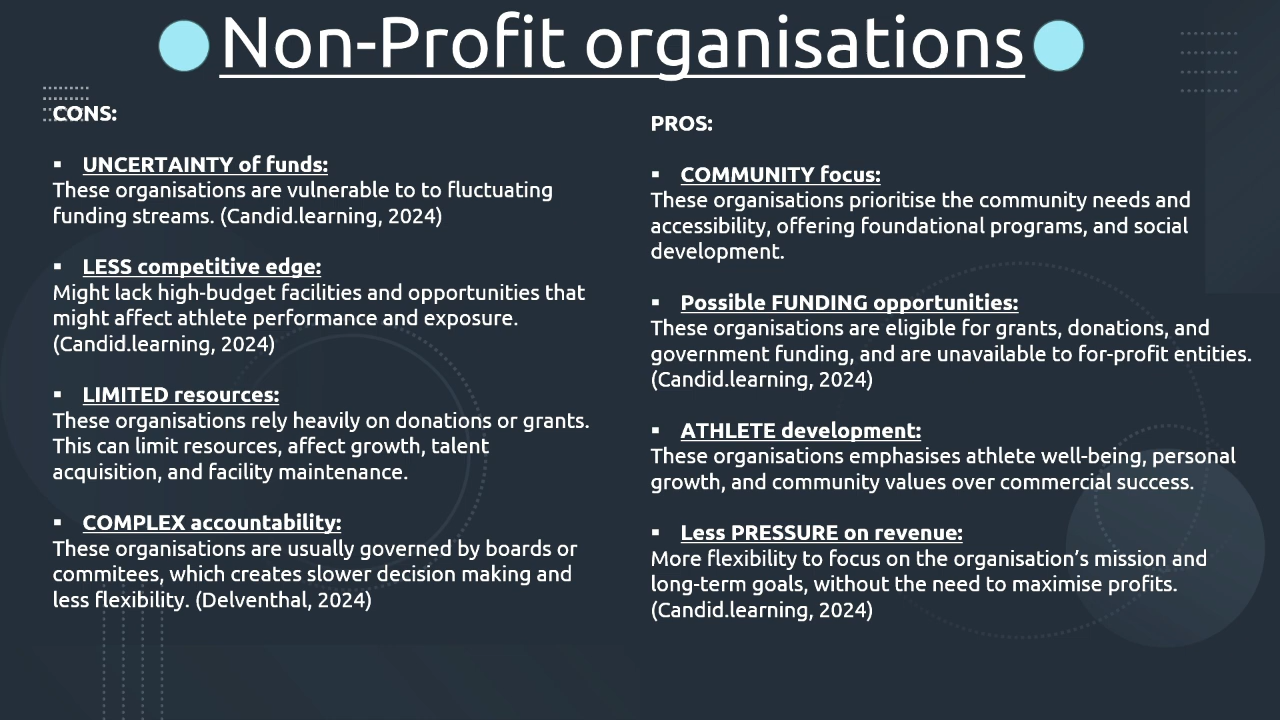 Non-Profit organisations
CONS:
▪ UNCERTAINTY of funds:
These organisations are vulnerable to to fluctuating
funding streams. (Candid.learning, 2024)
▪ LESS competitive edge:
Might lack high-budget facilities and opportunities that
might affect athlete performance and exposure.
(Candid.learning, 2024)
▪ LIMITED resources:
These organisations rely heavily on donations or grants.
This can limit resources, affect growth, talent
acquisition, and facility maintenance.
▪ COMPLEX accountability:
These organisations are usually governed by boards or
commitees, which creates slower decision making and
less flexibility. (Delventhal, 2024)
PROS:
▪ COMMUNITY focus:
These organisations prioritise the community needs and
accessibility, offering foundational programs, and social
development.
▪ Possible FUNDING opportunities:
These organisations are eligible for grants, donations, and
government funding, and are unavailable to for-profit entities.
(Candid.learning, 2024)
▪ ATHLETE development:
These organisations emphasises athlete well-being, personal
growth, and community values over commercial success.
▪ Less PRESSURE on revenue:
More flexibility to focus on the organisation’s mission and
long-term goals, without the need to maximise profits.
(Candid.learning, 2024)